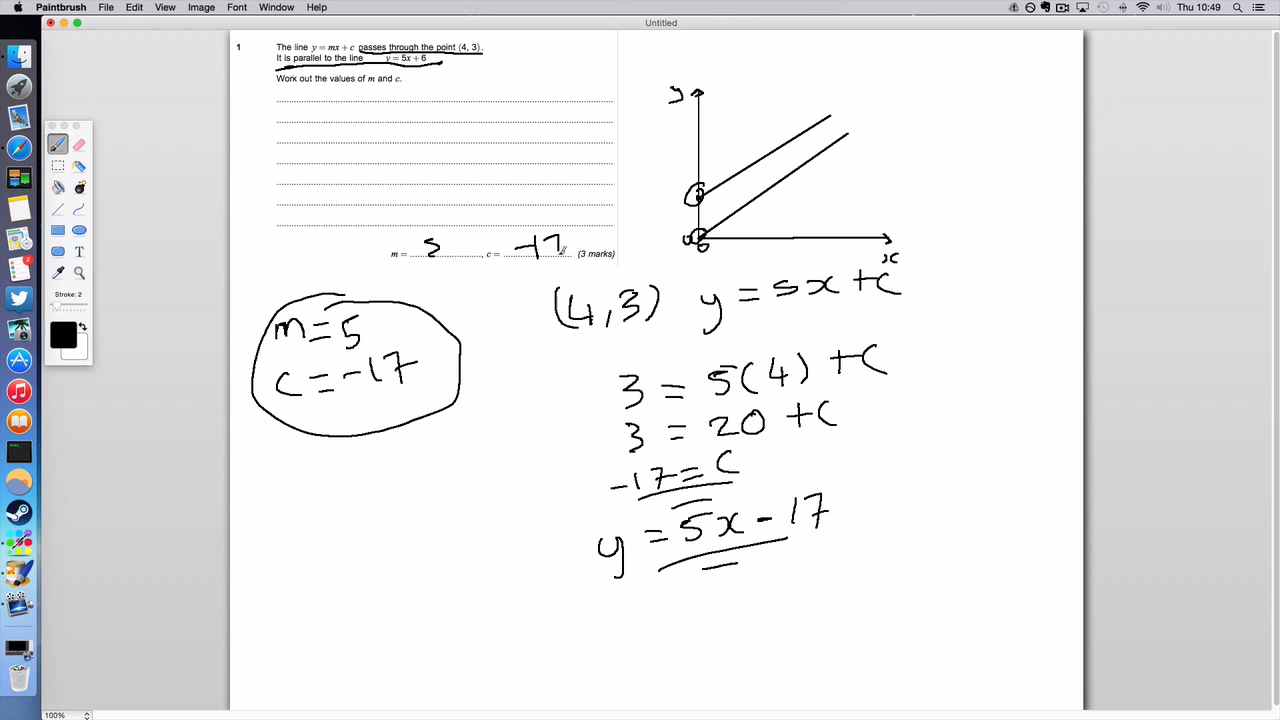 Paintbrush File Edit View Image Font Window Help
Thu 10:49
Untitled
1 The line y = mx + c passes through the point (4, 3).
It is parallel to the line y = 5x + 6
Work out the values of m and c.
m = 5 , c = -17 (3 marks)
y
x
Stroke: 2
(4,3) y = 5x + c
m = 5
c = -17
3 = 5(4) + c
3 = 20 + c
-17 = c
y = 5x - 17
2
100%